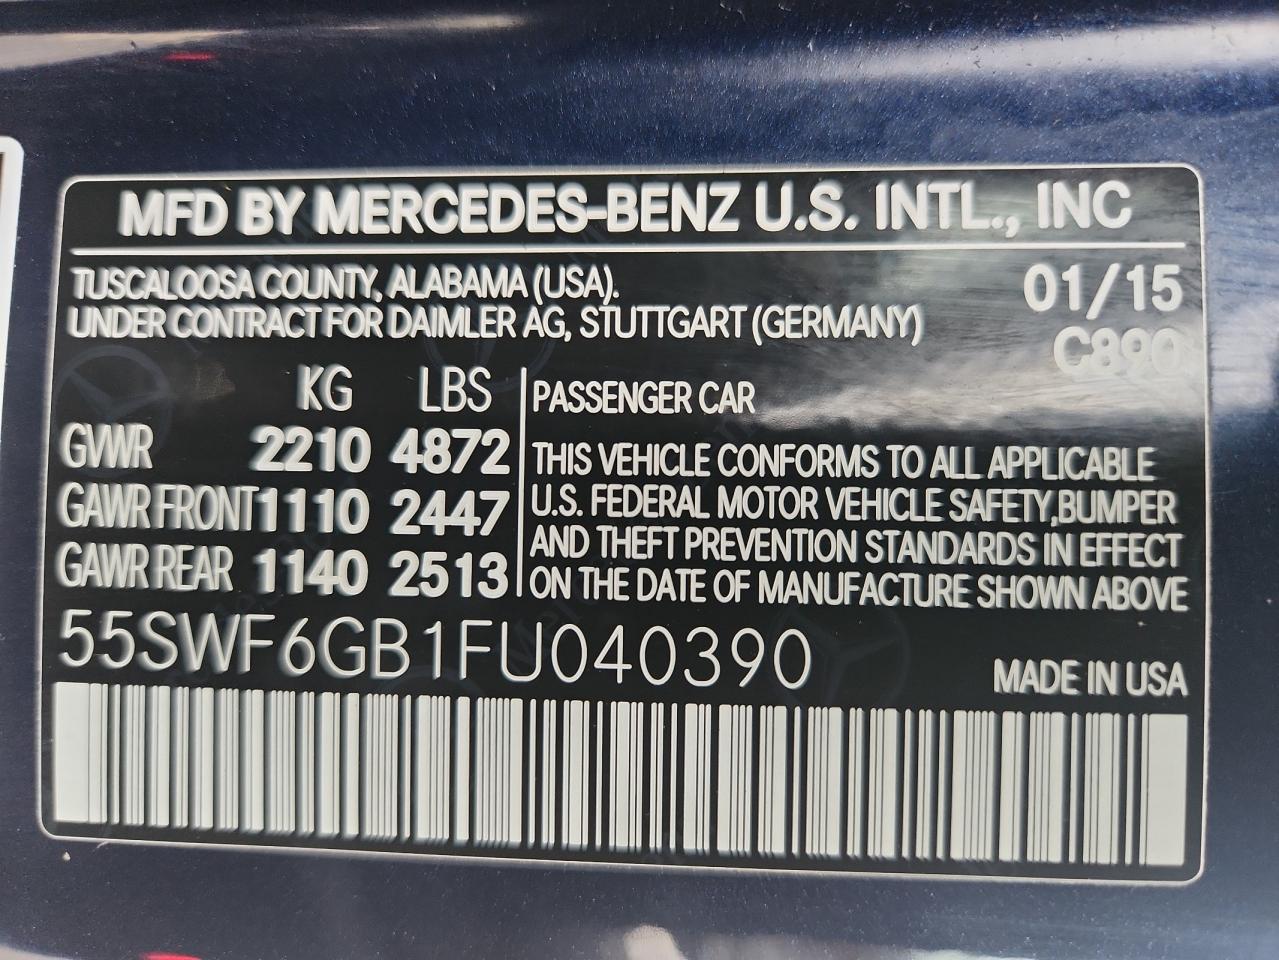 MFD BY MERCEDES-BENZ U.S. INTL., INC
TUSCALOOSA COUNTY, ALABAMA (USA). 01/15
UNDER CONTRACT FOR DAIMLER AG, STUTTGART (GERMANY) C890
KG LBS
GVWR 2210 4872
GAWR FRONT 1110 2447
GAWR REAR 1140 2513
PASSENGER CAR
THIS VEHICLE CONFORMS TO ALL APPLICABLE
U.S. FEDERAL MOTOR VEHICLE SAFETY,BUMPER
AND THEFT PREVENTION STANDARDS IN EFFECT
ON THE DATE OF MANUFACTURE SHOWN ABOVE
55SWF6GB1FU040390
MADE IN USA